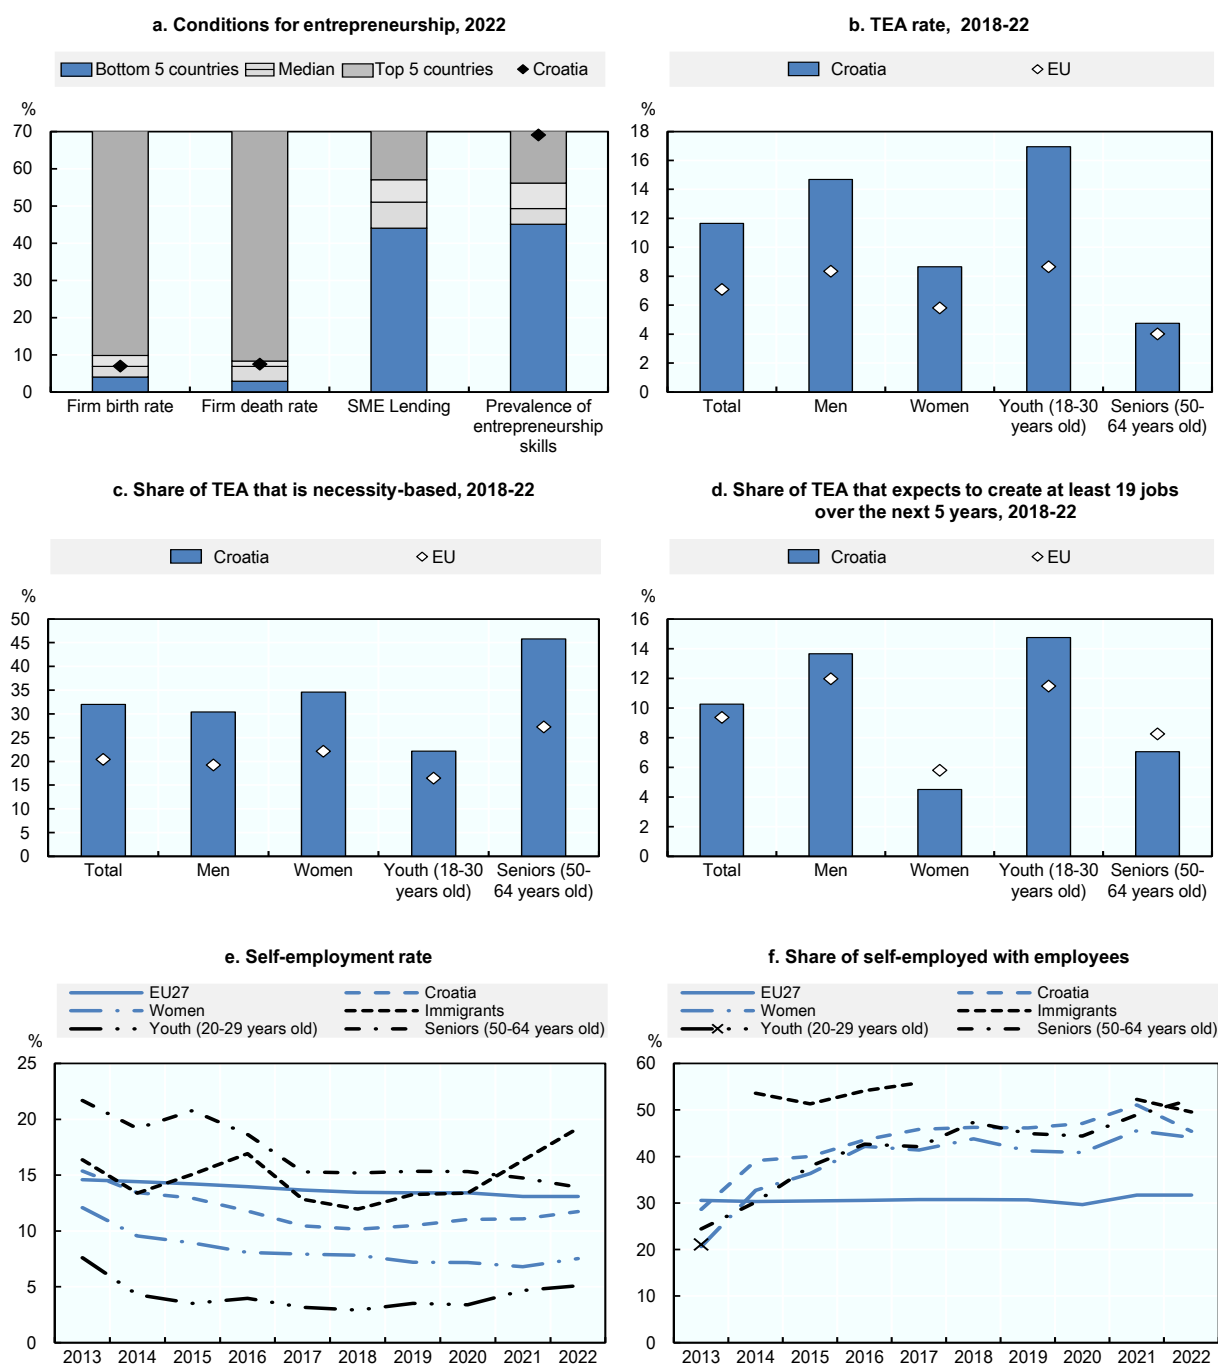 a. Conditions for entrepreneurship, 2022
Bottom 5 countries Median Top 5 countries Croatia
%
70
60
50
40
30
20
10
0
Firm birth rate Firm death rate SME Lending Prevalence of
entrepreneurship
skills
b. TEA rate, 2018-22
Croatia EU
%
18
16
14
12
10
8
6
4
2
0
Total Men Women Youth (18-30 Seniors (50-
years old) 64 years old)
c. Share of TEA that is necessity-based, 2018-22
Croatia EU
%
50
45
40
35
30
25
20
15
10
5
0
Total Men Women Youth (18-30 Seniors (50-
years old) 64 years old)
d. Share of TEA that expects to create at least 19 jobs
over the next 5 years, 2018-22
Croatia EU
%
16
14
12
10
8
6
4
2
0
Total Men Women Youth (18-30 Seniors (50-
years old) 64 years old)
e. Self-employment rate
EU27 Croatia
Women Immigrants
Youth (20-29 years old) Seniors (50-64 years old)
%
25
20
15
10
5
0
2013 2014 2015 2016 2017 2018 2019 2020 2021 2022
f. Share of self-employed with employees
EU27 Croatia
Women Immigrants
Youth (20-29 years old) Seniors (50-64 years old)
%
60
50
40
30
20
10
0
2013 2014 2015 2016 2017 2018 2019 2020 2021 2022